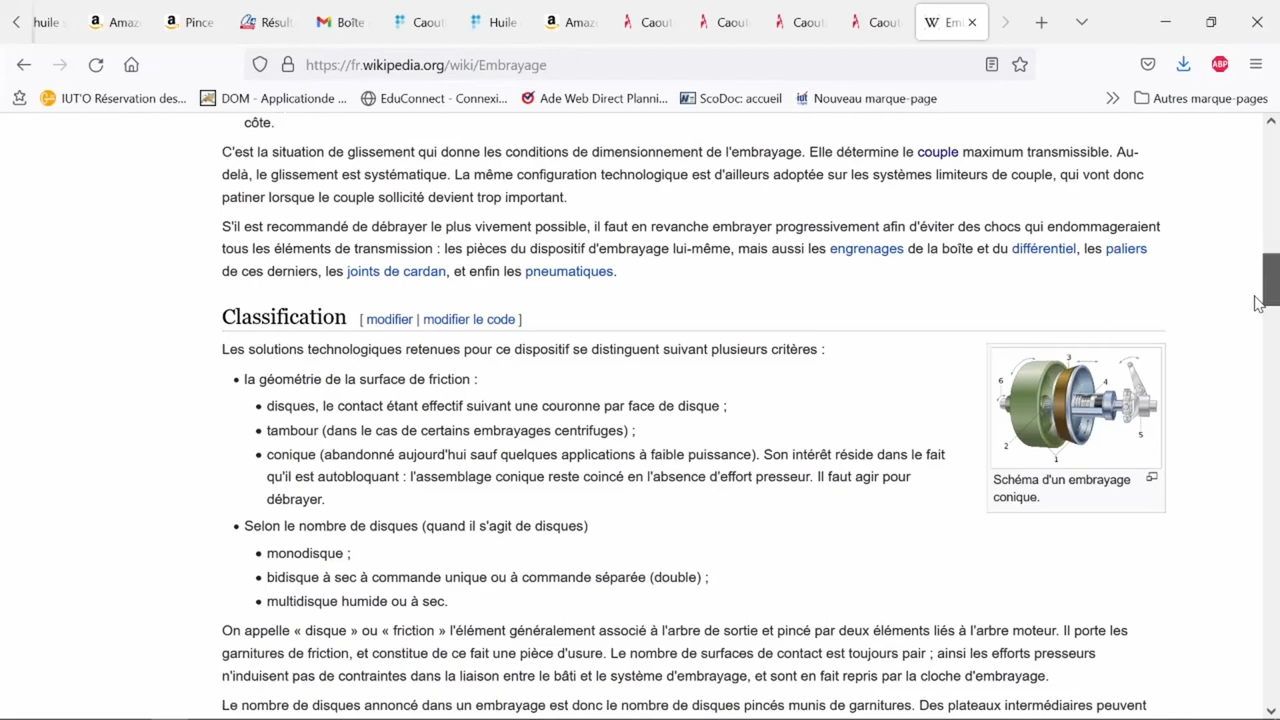 huile s
Amaz
Pince
Résult
Boîte
Caout
Huile
Amaz
Caout
Caout
Caout
Caout
Emb
https://fr.wikipedia.org/wiki/Embrayage
ABP
IUT'O Réservation des...
DOM - Applicationde ...
EduConnect - Connexi...
Ade Web Direct Planni...
ScoDoc: accueil
Nouveau marque-page
Autres marque-pages
côte.
C'est la situation de glissement qui donne les conditions de dimensionnement de l'embrayage. Elle détermine le couple maximum transmissible. Au-
delà, le glissement est systématique. La même configuration technologique est d'ailleurs adoptée sur les systèmes limiteurs de couple, qui vont donc
patiner lorsque le couple sollicité devient trop important.
S'il est recommandé de débrayer le plus vivement possible, il faut en revanche embrayer progressivement afin d'éviter des chocs qui endommageraient
tous les éléments de transmission : les pièces du dispositif d'embrayage lui-même, mais aussi les engrenages de la boîte et du différentiel, les paliers
de ces derniers, les joints de cardan, et enfin les pneumatiques.
Classification [ modifier | modifier le code ]
Les solutions technologiques retenues pour ce dispositif se distinguent suivant plusieurs critères :
• la géométrie de la surface de friction :
• disques, le contact étant effectif suivant une couronne par face de disque ;
• tambour (dans le cas de certains embrayages centrifuges) ;
• conique (abandonné aujourd'hui sauf quelques applications à faible puissance). Son intérêt réside dans le fait
qu'il est autobloquant : l'assemblage conique reste coincé en l'absence d'effort presseur. Il faut agir pour
débrayer.
• Selon le nombre de disques (quand il s'agit de disques)
• monodisque ;
• bidisque à sec à commande unique ou à commande séparée (double) ;
• multidisque humide ou à sec.
3
6
4
2
5
1
Schéma d'un embrayage
conique.
On appelle « disque » ou « friction » l'élément généralement associé à l'arbre de sortie et pincé par deux éléments liés à l'arbre moteur. Il porte les
garnitures de friction, et constitue de ce fait une pièce d'usure. Le nombre de surfaces de contact est toujours pair ; ainsi les efforts presseurs
n'induisent pas de contraintes dans la liaison entre le bâti et le système d'embrayage, et sont en fait repris par la cloche d'embrayage.
Le nombre de disques annoncé dans un embrayage est donc le nombre de disques pincés munis de garnitures. Des plateaux intermédiaires peuvent